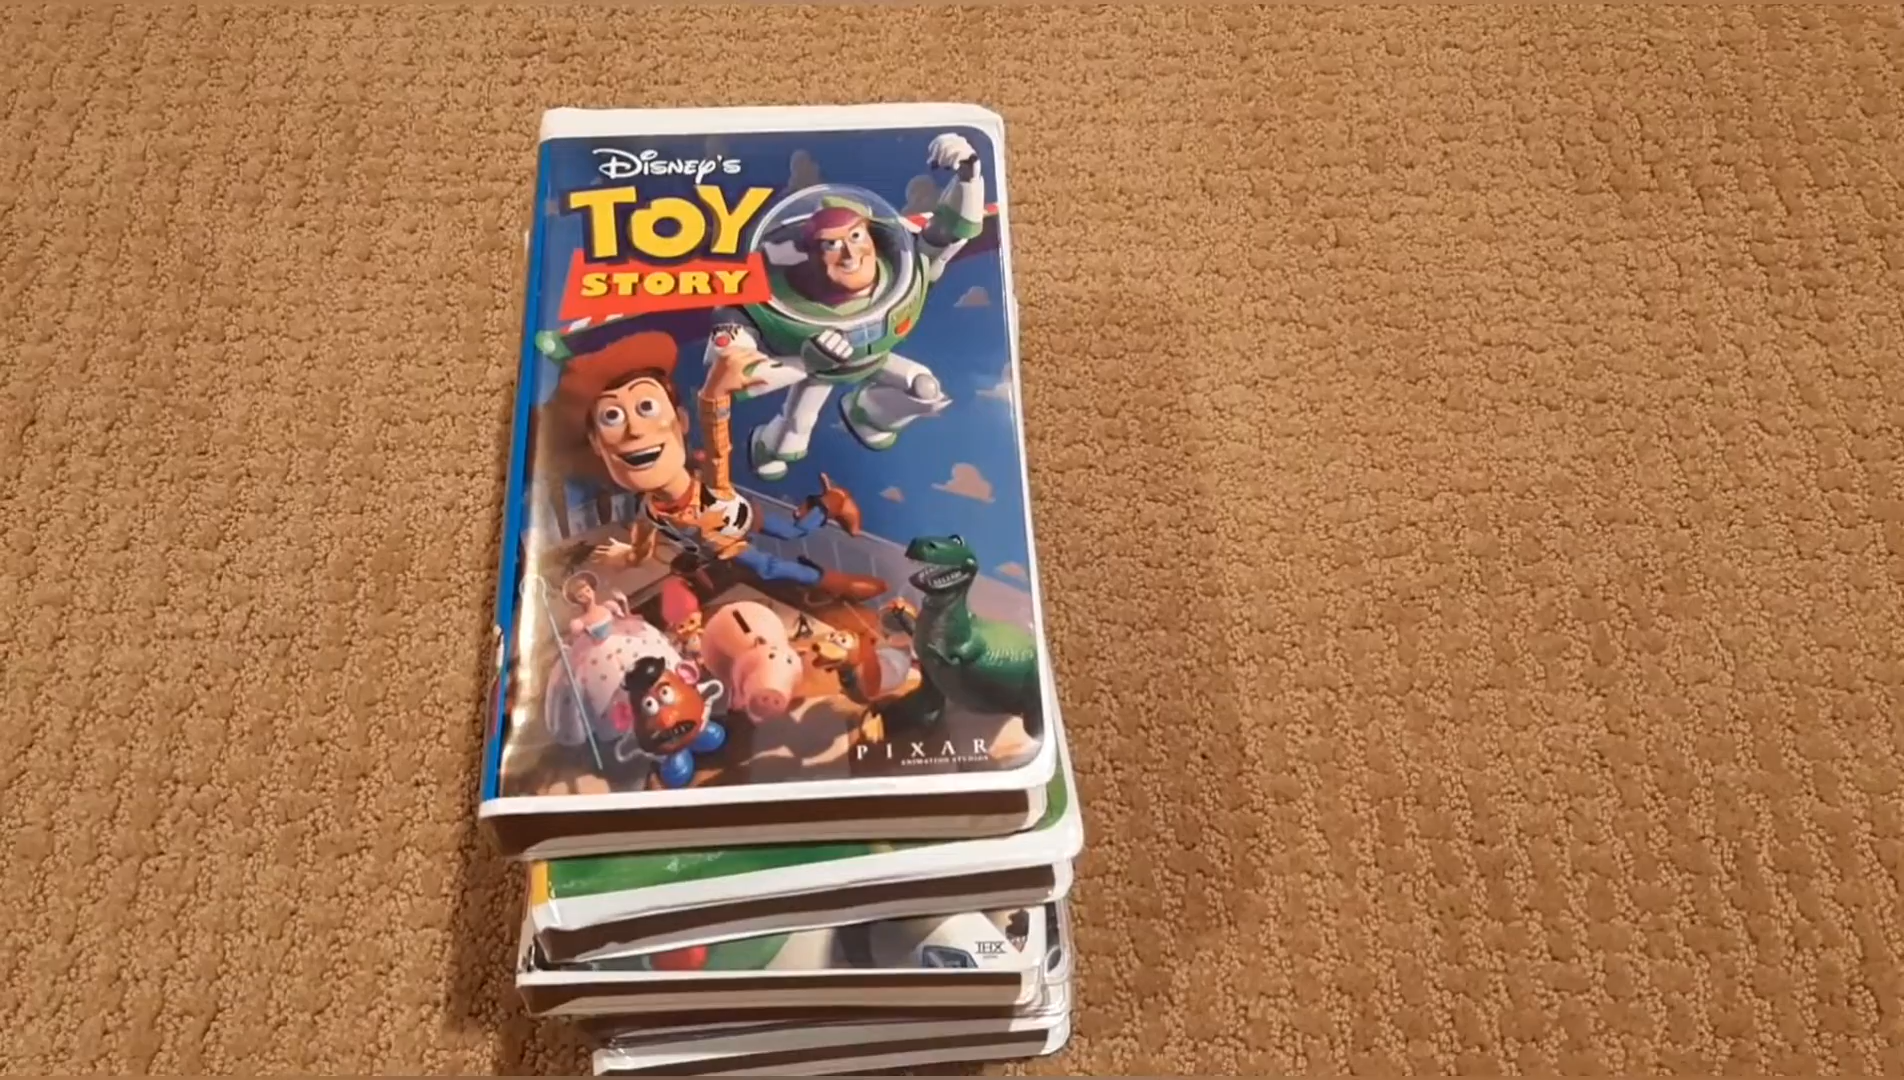 Disney's
TOY
STORY
PIXAR
ANIMATION STUDIOS
THX